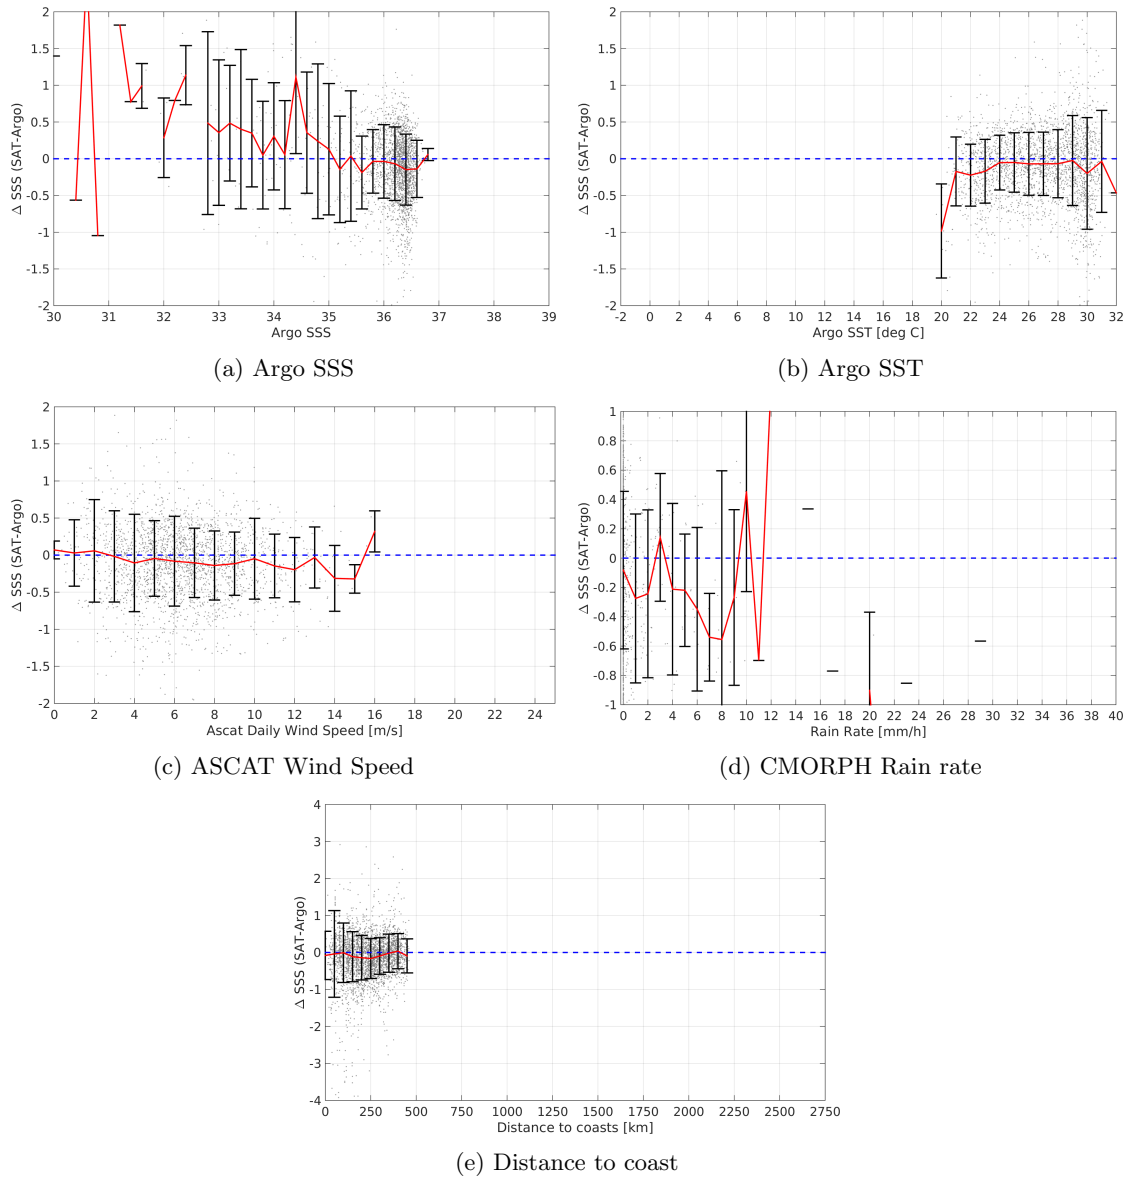 2
1.5
1
0.5
0
-0.5
-1
-1.5
-2
Δ SSS (SAT-Argo)
30 31 32 33 34 35 36 37 38 39
Argo SSS
(a) Argo SSS
2
1.5
1
0.5
0
-0.5
-1
-1.5
-2
Δ SSS (SAT-Argo)
-2 0 2 4 6 8 10 12 14 16 18 20 22 24 26 28 30 32
Argo SST [deg C]
(b) Argo SST
2
1.5
1
0.5
0
-0.5
-1
-1.5
-2
Δ SSS (SAT-Argo)
0 2 4 6 8 10 12 14 16 18 20 22 24
Ascat Daily Wind Speed [m/s]
(c) ASCAT Wind Speed
1
0.8
0.6
0.4
0.2
0
-0.2
-0.4
-0.6
-0.8
-1
Δ SSS (SAT-Argo)
0 2 4 6 8 10 12 14 16 18 20 22 24 26 28 30 32 34 36 38 40
Rain Rate [mm/h]
(d) CMORPH Rain rate
4
3
2
1
0
-1
-2
-3
-4
Δ SSS (SAT-Argo)
0 250 500 750 1000 1250 1500 1750 2000 2250 2500 2750
Distance to coasts [km]
(e) Distance to coast